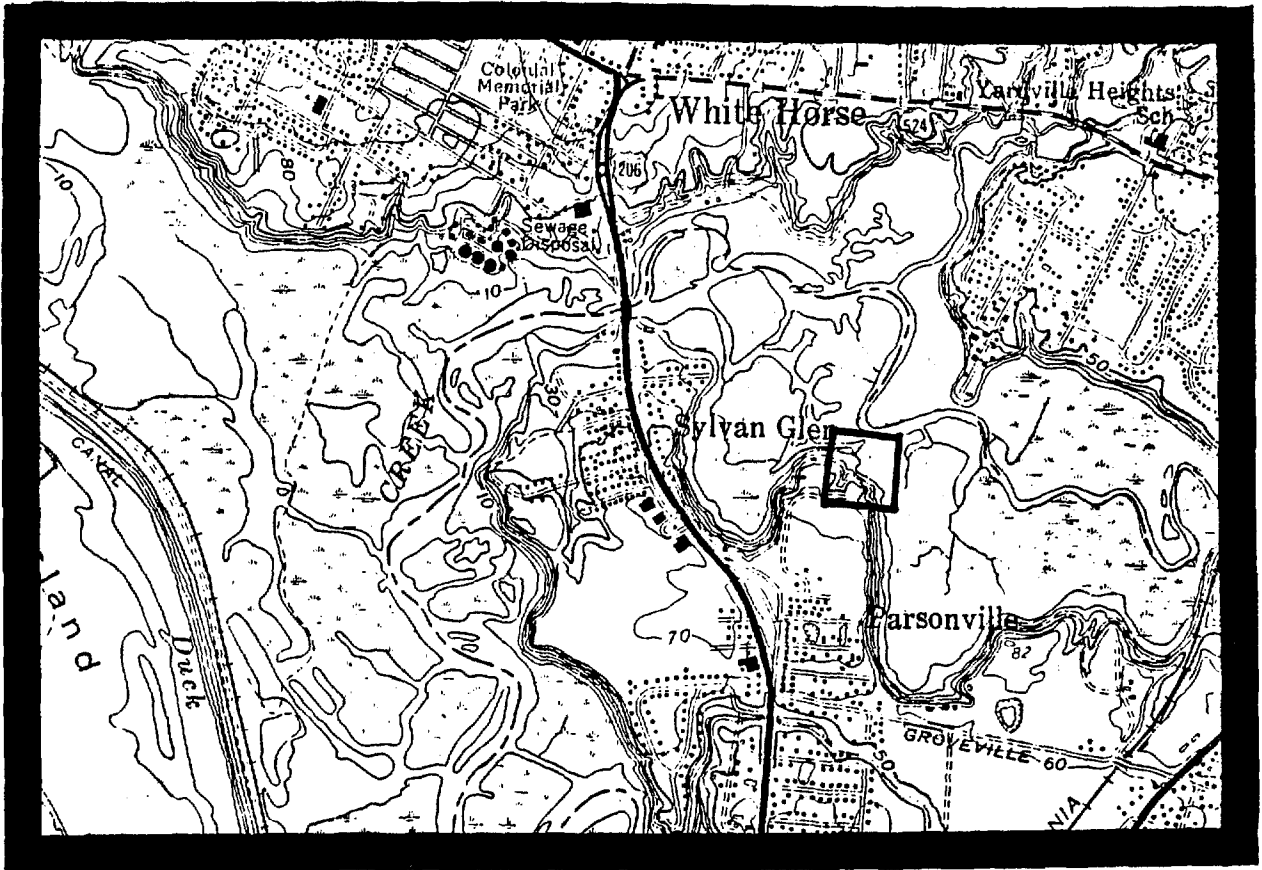 Colonial
Memorial
Park
White Horse
Yardville Heights
Sch
524
206
10
80
Sewage
Disposal
10
50
30
CREEK
Sylvan Glen
CANAL
land
Duck
70
Parsonville
82
GROVEVILLE
60
50
NIA